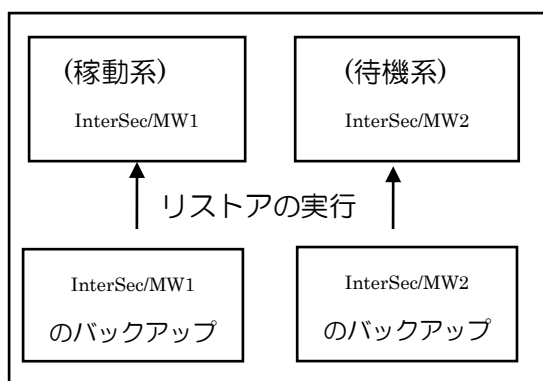 (稼動系)
InterSec/MW1
(待機系)
InterSec/MW2
リストアの実行
InterSec/MW1
のバックアップ
InterSec/MW2
のバックアップ